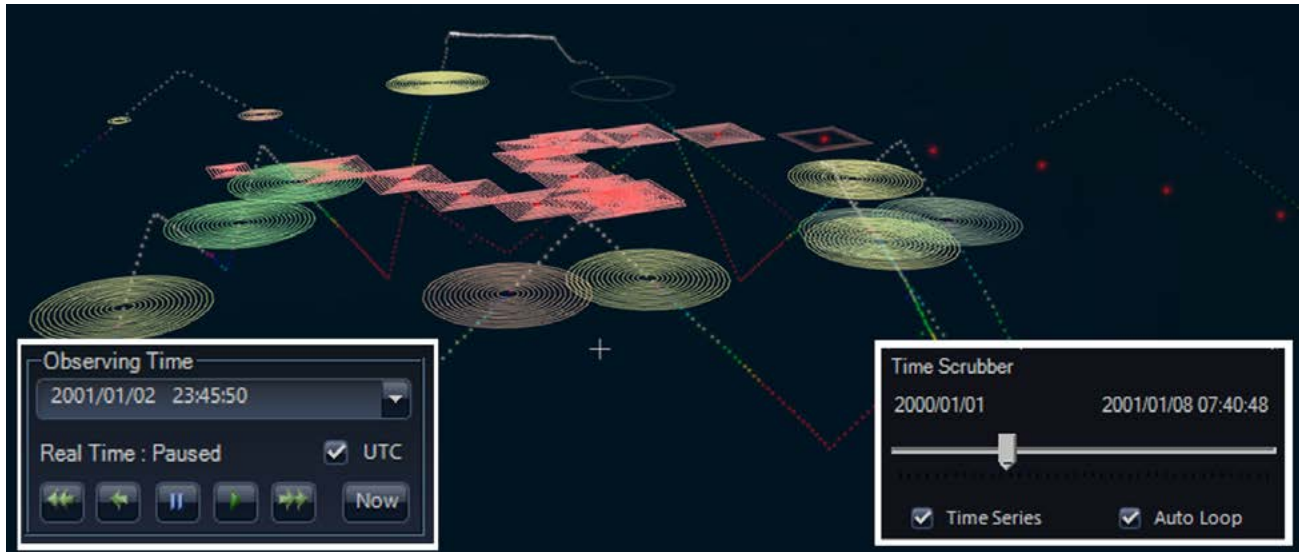 Observing Time
2001/01/02 23:45:50
Real Time : Paused
UTC
Now
Time Scrubber
2000/01/01
2001/01/08 07:40:48
Time Series
Auto Loop